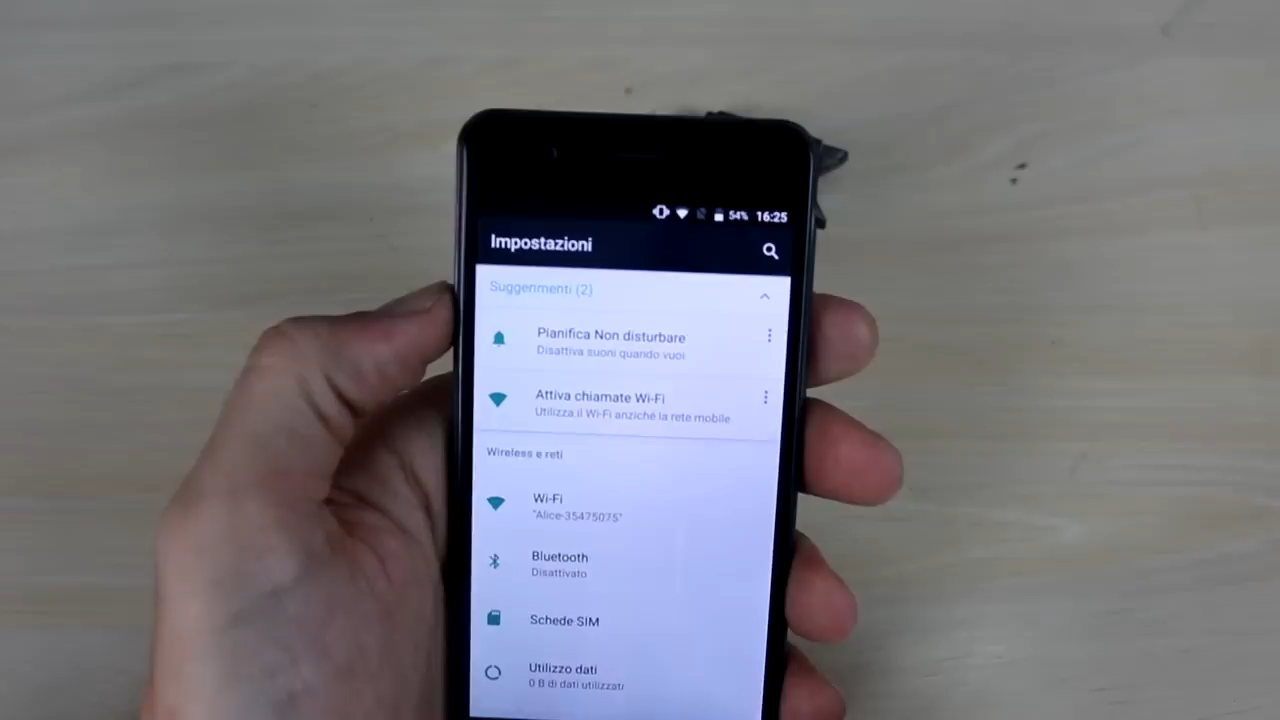 54% 16:25
Impostazioni
Suggerimenti (2)
Pianifica Non disturbare
Disattiva suoni quando vuoi
Attiva chiamate Wi-Fi
Utilizza il Wi-Fi anziché la rete mobile
Wireless e reti
Wi-Fi
"Alice-35475075"
Bluetooth
Disattivato
Schede SIM
Utilizzo dati
0 B di dati utilizzati